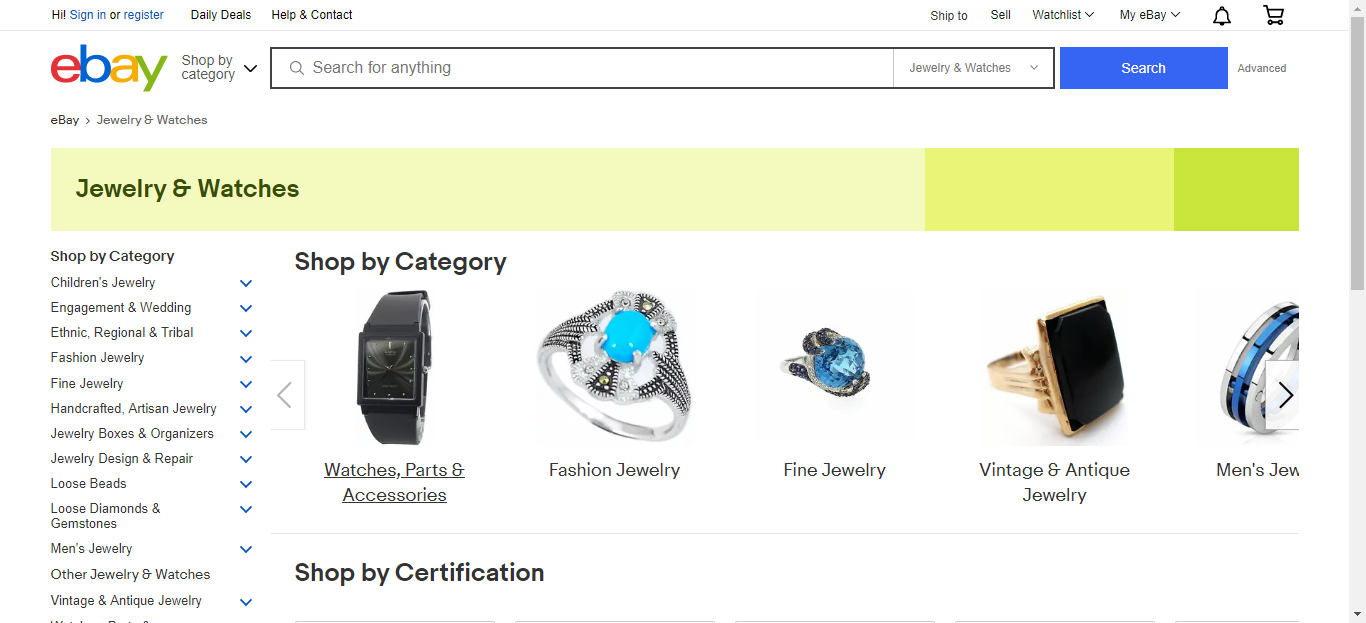 Hi! Sign in or register
Daily Deals
Help & Contact
Ship to
Sell
Watchlist
My eBay
ebay
Shop by
category
Search for anything
Jewelry & Watches
Search
Advanced
eBay
Jewelry & Watches
Jewelry & Watches
Shop by Category
Children's Jewelry
Engagement & Wedding
Ethnic, Regional & Tribal
Fashion Jewelry
Fine Jewelry
Handcrafted, Artisan Jewelry
Jewelry Boxes & Organizers
Jewelry Design & Repair
Loose Beads
Loose Diamonds &
Gemstones
Men's Jewelry
Other Jewelry & Watches
Vintage & Antique Jewelry
Shop by Category
Watches, Parts &
Accessories
Fashion Jewelry
Fine Jewelry
Vintage & Antique
Jewelry
Men's Jew
Shop by Certification